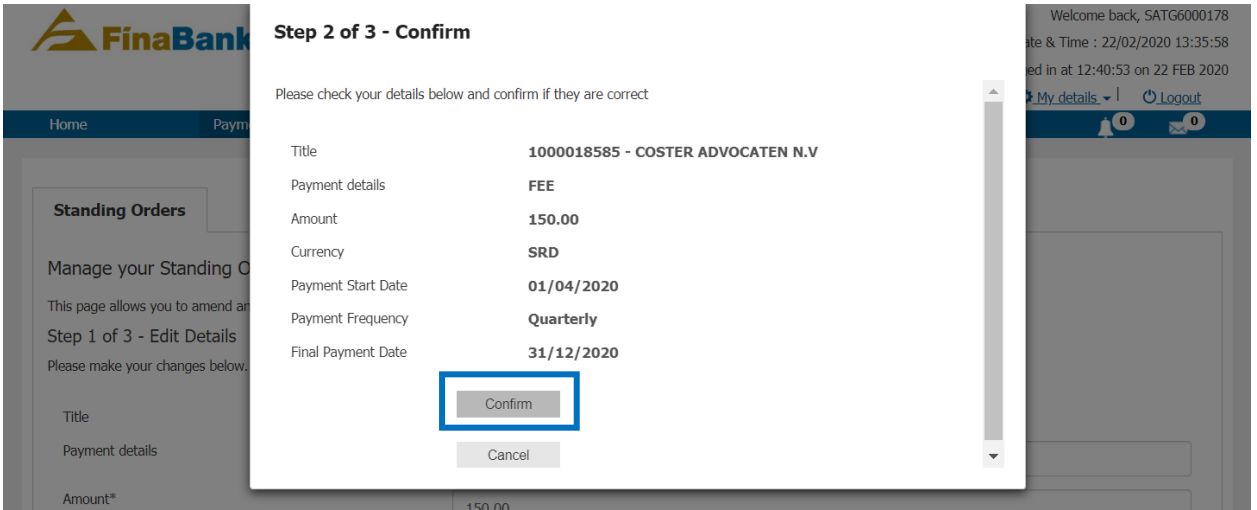 FinaBank
Welcome back, SATG6000178
ate & Time : 22/02/2020 13:35:58
ed in at 12:40:53 on 22 FEB 2020
My details
Logout
Home
Paym
0
0
Step 2 of 3 - Confirm
Please check your details below and confirm if they are correct
Title 1000018585 - COSTER ADVOCATEN N.V
Payment details FEE
Amount 150.00
Currency SRD
Payment Start Date 01/04/2020
Payment Frequency Quarterly
Final Payment Date 31/12/2020
Confirm
Cancel
Standing Orders
Manage your Standing O
This page allows you to amend an
Step 1 of 3 - Edit Details
Please make your changes below.
Title
Payment details
Amount* 150.00